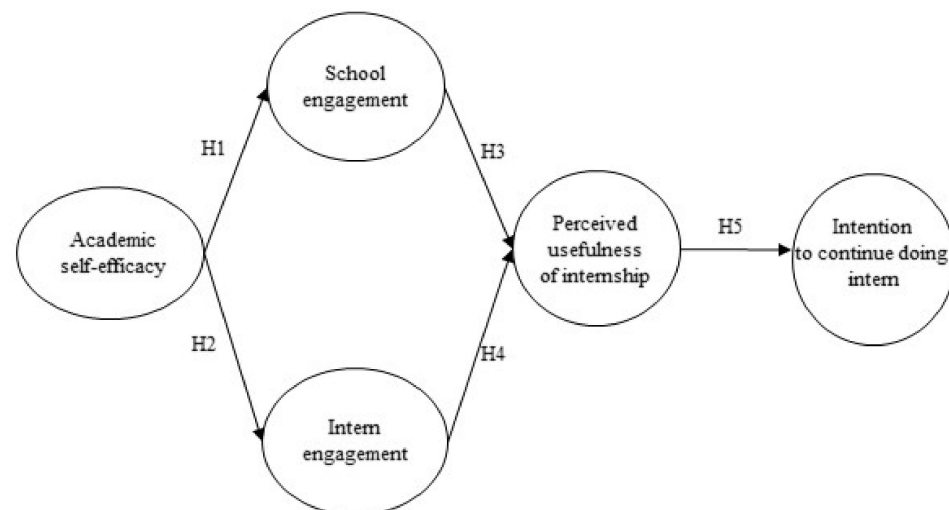 School
engagement
H1
H3
Academic
self-efficacy
Perceived
usefulness
of internship
H5
Intention
to continue doing
intern
H2
H4
Intern
engagement